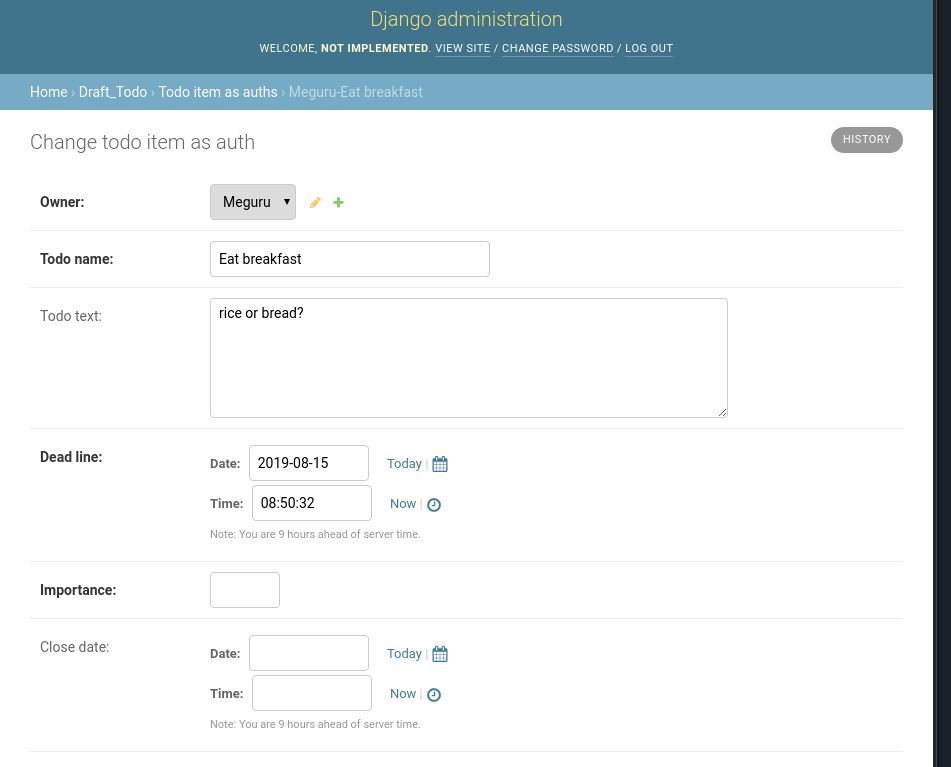 Django administration
WELCOME, NOT IMPLEMENTED. VIEW SITE / CHANGE PASSWORD / LOG OUT
Home › Draft_Todo › Todo item as auths › Meguru-Eat breakfast
Change todo item as auth
HISTORY
Owner: Meguru
Todo name: Eat breakfast
Todo text: rice or bread?
Dead line:
Date: 2019-08-15 Today |
Time: 08:50:32 Now |
Note: You are 9 hours ahead of server time.
Importance:
Close date:
Date: Today |
Time: Now |
Note: You are 9 hours ahead of server time.